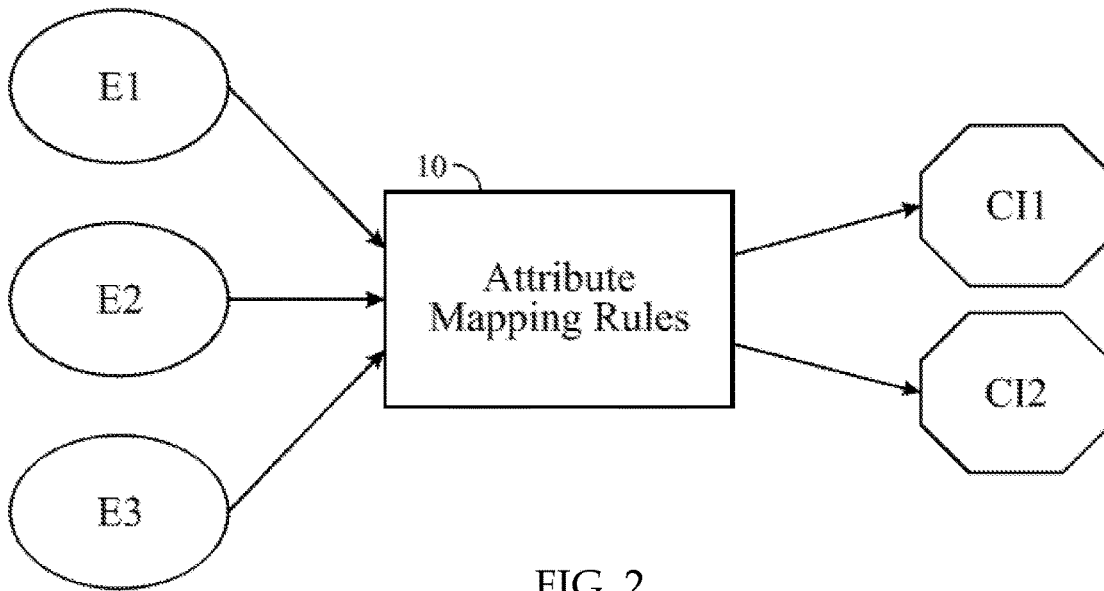 E1
10
CI1
Attribute
Mapping Rules
E2
CI2
E3
FIG. 2